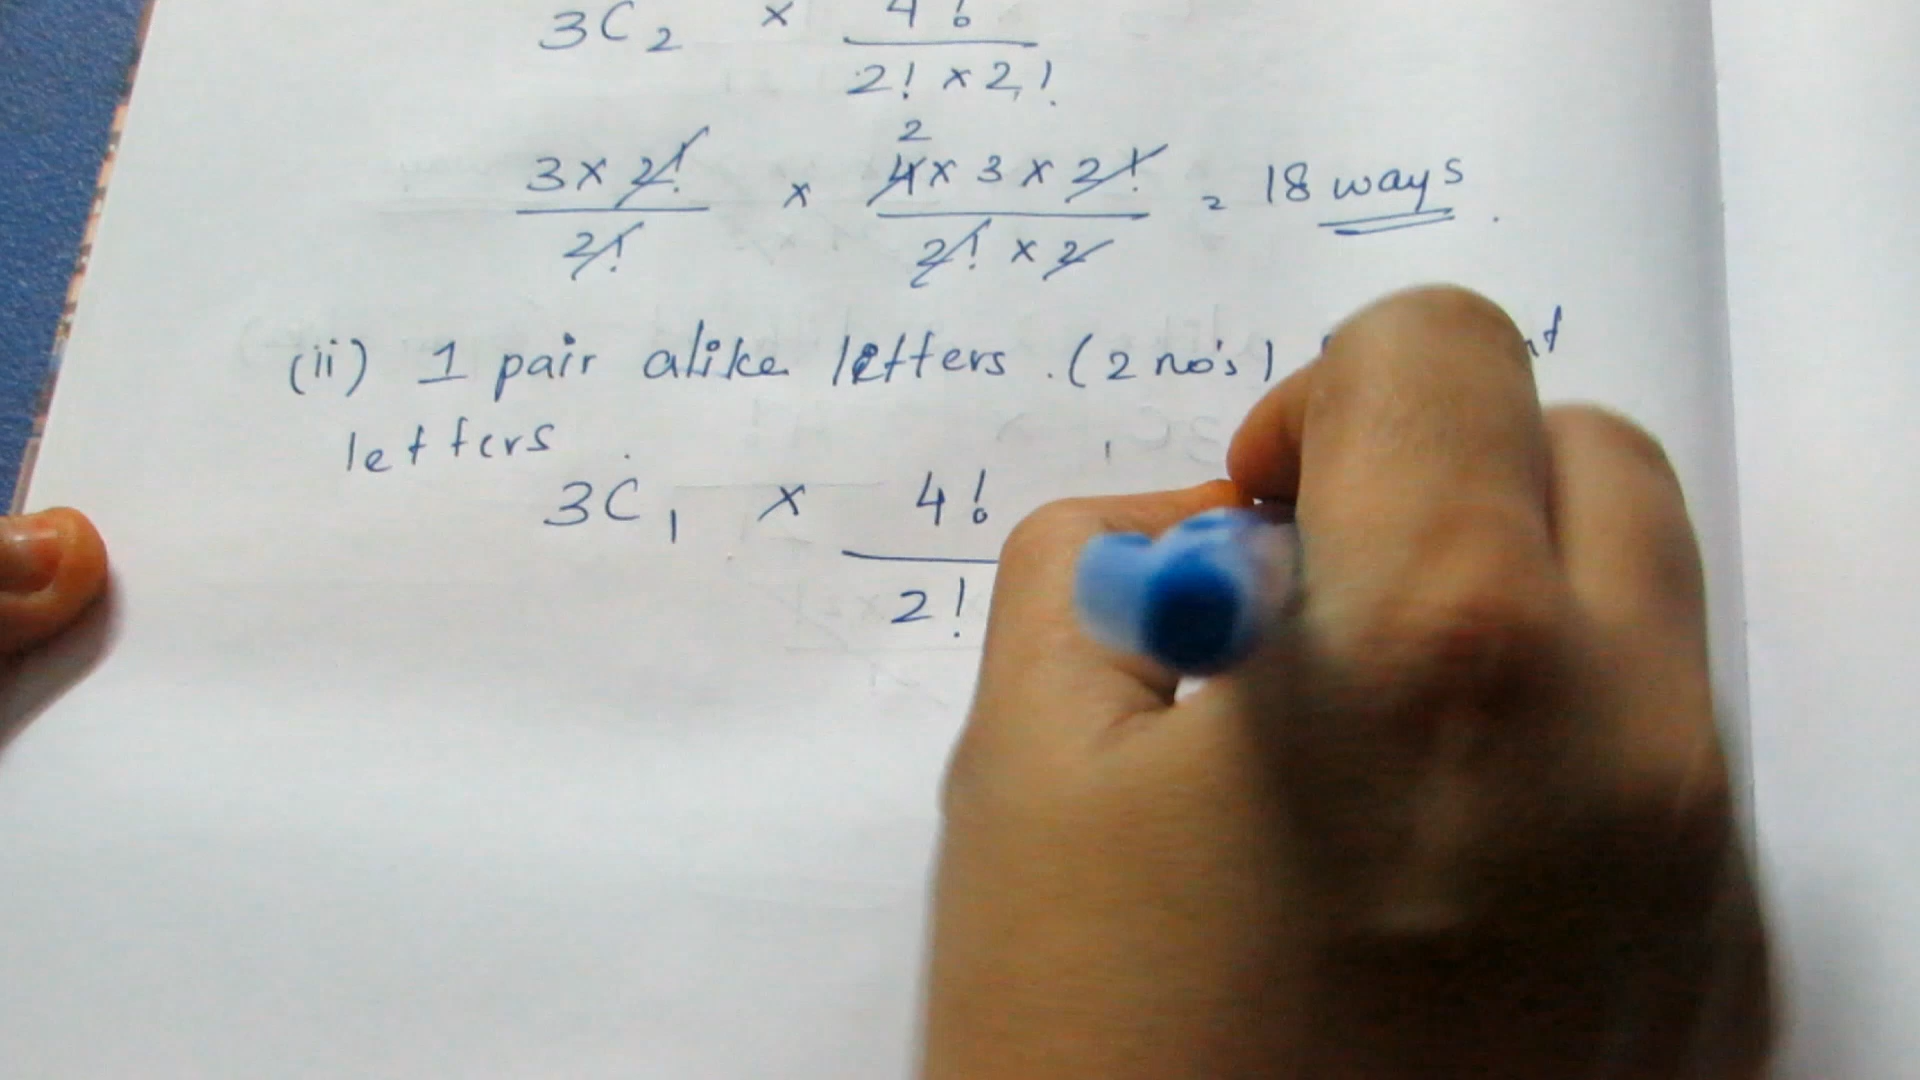 3C2 × 4!
2! × 2!
2
3 × 2! × 4 × 3 × 2! = 18 ways.
2! 2! × 2
(ii) 1 pair alike letters. (2 no's)
letters.
3C1 × 4!
2!